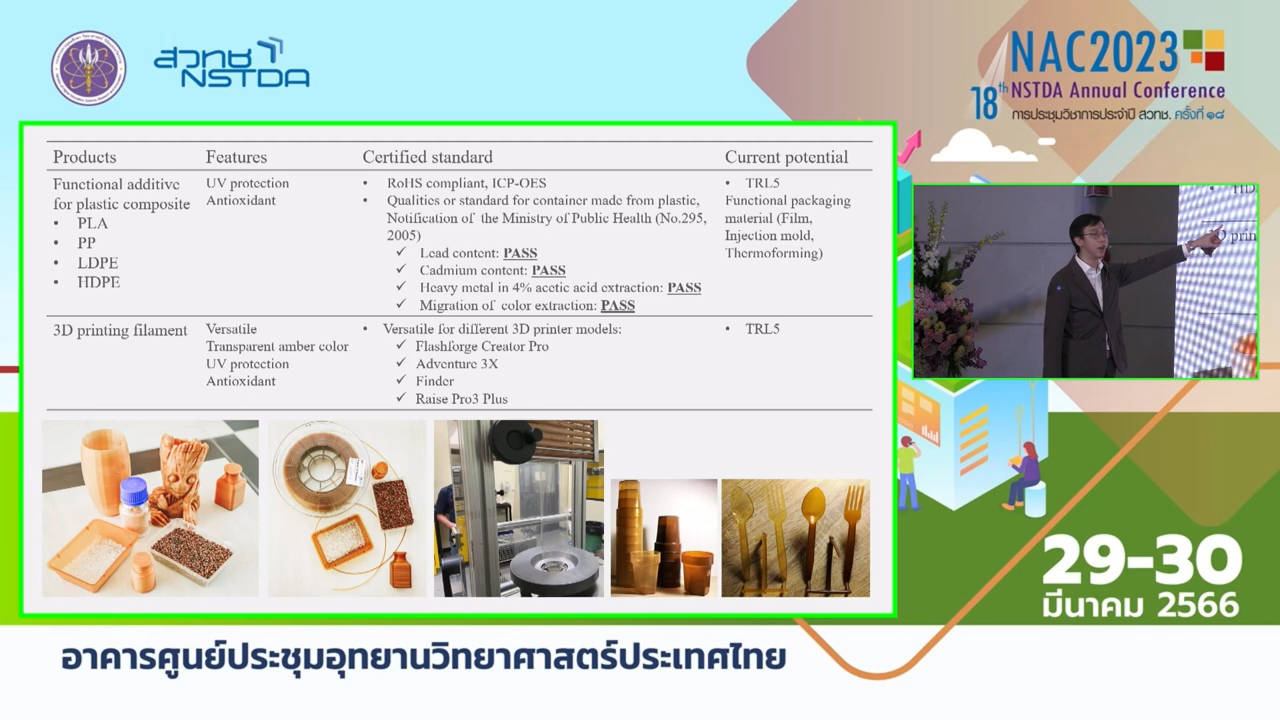 สวทช
NSTDA
NAC2023
18th NSTDA Annual Conference
การประชุมวิชาการประจำปี สวทช. ครั้งที่ ๑๘
Products Features Certified standard Current potential
Functional additive for plastic composite
• PLA
• PP
• LDPE
• HDPE
UV protection
Antioxidant
• RoHS compliant, ICP-OES
• Qualities or standard for container made from plastic,
Notification of the Ministry of Public Health (No.295,
2005)
✓ Lead content: PASS
✓ Cadmium content: PASS
✓ Heavy metal in 4% acetic acid extraction: PASS
✓ Migration of color extraction: PASS
• TRL5
Functional packaging
material (Film,
Injection mold,
Thermoforming)
3D printing filament
Versatile
Transparent amber color
UV protection
Antioxidant
• Versatile for different 3D printer models:
✓ Flashforge Creator Pro
✓ Adventure 3X
✓ Finder
✓ Raise Pro3 Plus
• TRL5
29-30
มีนาคม 2566
อาคารศูนย์ประชุมอุทยานวิทยาศาสตร์ประเทศไทย